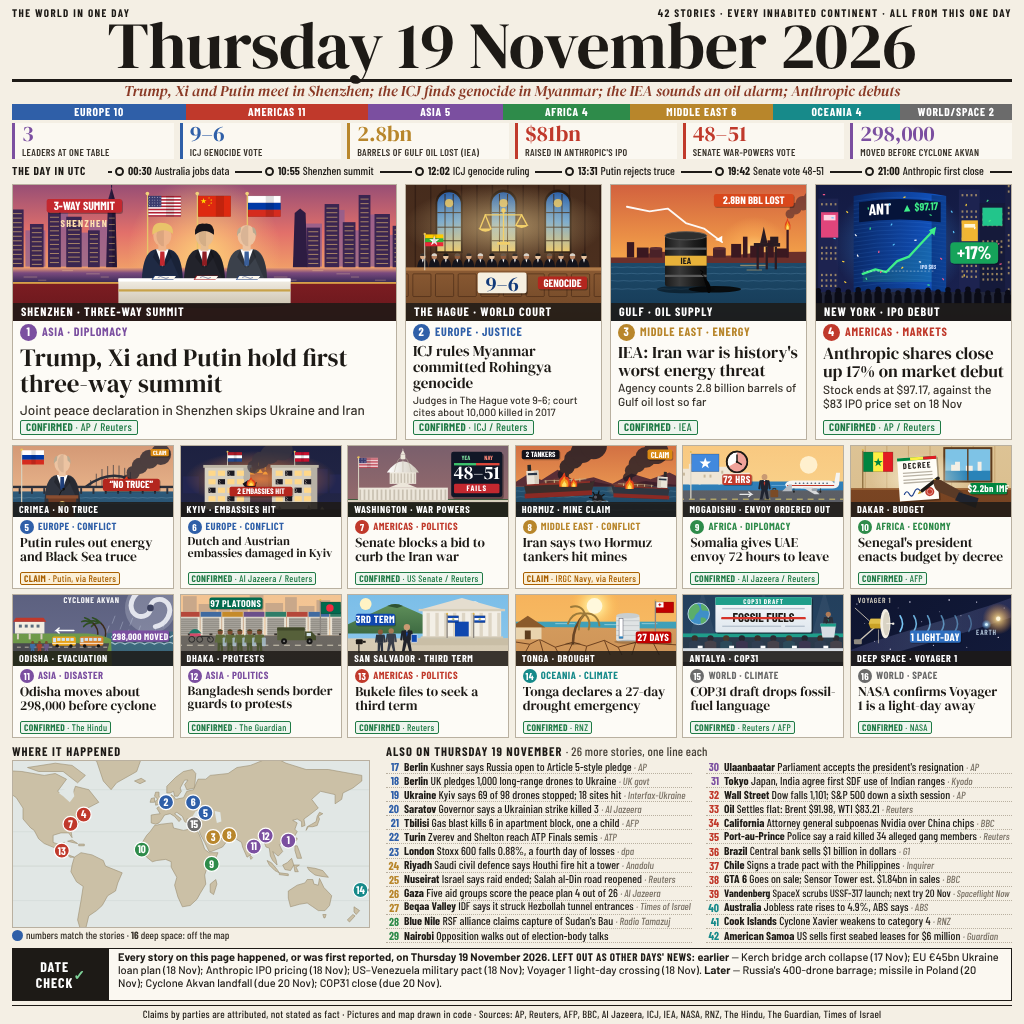 THE WORLD IN ONE DAY
42 STORIES · EVERY INHABITED CONTINENT · ALL FROM THIS ONE DAY
Thursday 19 November 2026
Trump, Xi and Putin meet in Shenzhen; the ICJ finds genocide in Myanmar; the IEA sounds an oil alarm; Anthropic debuts
EUROPE 10
AMERICAS 11
ASIA 5
AFRICA 4
MIDDLE EAST 6
OCEANIA 4
WORLD/SPACE 2
3
LEADERS AT ONE TABLE
9–6
ICJ GENOCIDE VOTE
2.8bn
BARRELS OF GULF OIL LOST (IEA)
$81bn
RAISED IN ANTHROPIC'S IPO
48–51
SENATE WAR-POWERS VOTE
298,000
MOVED BEFORE CYCLONE AKVAN
THE DAY IN UTC
00:30 Australia jobs data
10:55 Shenzhen summit
12:02 ICJ genocide ruling
13:31 Putin rejects truce
19:42 Senate vote 48-51
21:00 Anthropic first close
3-WAY SUMMIT
SHENZHEN
SHENZHEN · THREE-WAY SUMMIT
1 ASIA · DIPLOMACY
Trump, Xi and Putin hold first
three-way summit
Joint peace declaration in Shenzhen skips Ukraine and Iran
CONFIRMED · AP / Reuters
9–6
GENOCIDE
THE HAGUE · WORLD COURT
2 EUROPE · JUSTICE
ICJ rules Myanmar
committed Rohingya
genocide
Judges in The Hague vote 9-6; court
cites about 10,000 killed in 2017
CONFIRMED · ICJ / Reuters
2.8BN BBL LOST
IEA
GULF · OIL SUPPLY
3 MIDDLE EAST · ENERGY
IEA: Iran war is history's
worst energy threat
Agency counts 2.8 billion barrels of
Gulf oil lost so far
CONFIRMED · IEA
ANT ▲ $97.17
IPO $83
+17%
NEW YORK · IPO DEBUT
4 AMERICAS · MARKETS
Anthropic shares close
up 17% on market debut
Stock ends at $97.17, against the
$83 IPO price set on 18 Nov
CONFIRMED · AP / Reuters
CLAIM
"NO TRUCE"
CRIMEA · NO TRUCE
5 EUROPE · CONFLICT
Putin rules out energy
and Black Sea truce
CLAIM · Putin, via Reuters
2 EMBASSIES HIT
KYIV · EMBASSIES HIT
6 EUROPE · CONFLICT
Dutch and Austrian
embassies damaged in Kyiv
CONFIRMED · Al Jazeera / Reuters
YEA NAY
48–51
FAILS
WASHINGTON · WAR POWERS
7 AMERICAS · POLITICS
Senate blocks a bid to
curb the Iran war
CONFIRMED · US Senate / Reuters
2 TANKERS
CLAIM
HORMUZ · MINE CLAIM
8 MIDDLE EAST · CONFLICT
Iran says two Hormuz
tankers hit mines
CLAIM · IRGC Navy, via Reuters
72 HRS
MOGADISHU · ENVOY ORDERED OUT
9 AFRICA · DIPLOMACY
Somalia gives UAE
envoy 72 hours to leave
CONFIRMED · Al Jazeera / Reuters
DECREE
$2.2bn IMF
DAKAR · BUDGET
10 AFRICA · ECONOMY
Senegal's president
enacts budget by decree
CONFIRMED · AFP
CYCLONE AKVAN
298,000 MOVED
ODISHA · EVACUATION
11 ASIA · DISASTER
Odisha moves about
298,000 before cyclone
CONFIRMED · The Hindu
97 PLATOONS
DHAKA · PROTESTS
12 ASIA · POLITICS
Bangladesh sends border
guards to protests
CONFIRMED · The Guardian
3RD TERM
SAN SALVADOR · THIRD TERM
13 AMERICAS · POLITICS
Bukele files to seek a
third term
CONFIRMED · Reuters
27 DAYS
TONGA · DROUGHT
14 OCEANIA · CLIMATE
Tonga declares a 27-day
drought emergency
CONFIRMED · RNZ
COP31 DRAFT
FOSSIL FUELS
ANTALYA · COP31
15 WORLD · CLIMATE
COP31 draft drops fossil-
fuel language
CONFIRMED · Reuters / AFP
VOYAGER 1
1 LIGHT-DAY
EARTH
DEEP SPACE · VOYAGER 1
16 WORLD · SPACE
NASA confirms Voyager
1 is a light-day away
CONFIRMED · NASA
WHERE IT HAPPENED
4
7
13
2
6
5
15
3
8
10
9
11
12
1
14
numbers match the stories · 16 deep space: off the map
ALSO ON THURSDAY 19 NOVEMBER · 26 more stories, one line each
17 Berlin Kushner says Russia open to Article 5-style pledge · AP
18 Berlin UK pledges 1,000 long-range drones to Ukraine · UK govt
19 Ukraine Kyiv says 69 of 98 drones stopped; 18 sites hit · Interfax-Ukraine
20 Saratov Governor says a Ukrainian strike killed 3 · Al Jazeera
21 Tbilisi Gas blast kills 6 in apartment block, one a child · AP
22 Turin Zverev and Shelton reach ATP Finals semis · ATP
23 London Stoxx 600 falls 0.88%, a fourth day of losses · dpa
24 Riyadh Saudi civil defence says Houthi fire hit a tower · Anadolu
25 Nuseirat Israel says raid ended; Salah al-Din road reopened · Reuters
26 Gaza Five aid groups score the peace plan 4 out of 26 · Al Jazeera
27 Beqaa Valley IDF says it struck Hezbollah tunnel entrances · Times of Israel
28 Blue Nile RSF alliance claims capture of Sudan's Bau · Radio Tamazuj
29 Nairobi Opposition walks out of election-body talks
30 Ulaanbaatar Parliament accepts the president's resignation · AP
31 Tokyo Japan, India agree first SDF use of Indian ranges · Kyodo
32 Wall Street Dow falls 1,101; S&P 500 down a sixth session · AP
33 Oil Settles flat: Brent $91.98, WTI $83.21 · Reuters
34 California Attorney general subpoenas Nvidia over China chips · BBC
35 Port-au-Prince Police say a raid killed 34 alleged gang members · Reuters
36 Brazil Central bank sells $1 billion in dollars · G1
37 Chile Signs a trade pact with the Philippines · Inquirer
38 GTA 6 Goes on sale; Sensor Tower est. $1.84bn in sales · BBC
39 Vandenberg SpaceX scrubs USSF-317 launch; next try 20 Nov · Spaceflight Now
40 Australia Jobless rate rises to 4.9%, ABS says · ABS
41 Cook Islands Cyclone Xavier weakens to category 4 · RNZ
42 American Samoa US sells first seabed leases for $6 million · Guardian
DATE
CHECK ✓
Every story on this page happened, or was first reported, on Thursday 19 November 2026. LEFT OUT AS OTHER DAYS' NEWS: earlier — Kerch bridge arch collapse (17 Nov); EU €45bn Ukraine
loan plan (18 Nov); Anthropic IPO pricing (18 Nov); US–Venezuela military pact (18 Nov); Voyager 1 light-day crossing (18 Nov). Later — Russia's 400-drone barrage; missile in Poland (20
Nov); Cyclone Akvan landfall (due 20 Nov); COP31 close (due 20 Nov).
Claims by parties are attributed, not stated as fact · Pictures and map drawn in code · Sources: AP, Reuters, AFP, BBC, Al Jazeera, ICJ, IEA, NASA, RNZ, The Hindu, The Guardian, Times of Israel